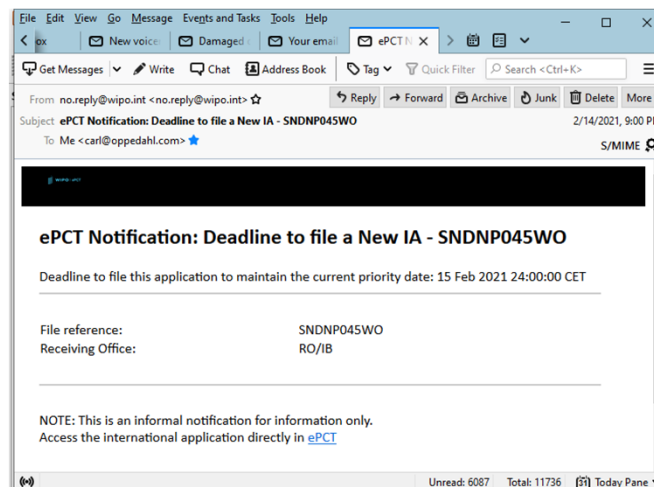 File Edit View Go Message Events and Tasks Tools Help
ox New voice Damaged Your emai ePCT N
Get Messages Write Chat Address Book Tag Quick Filter Search <Ctrl+K>
From no.reply@wipo.int <no.reply@wipo.int> Reply Forward Archive Junk Delete More
Subject ePCT Notification: Deadline to file a New IA - SNDNP045WO 2/14/2021, 9:00 P
To Me <carl@oppedahl.com>
S/MIME
WIPO ePCT
ePCT Notification: Deadline to file a New IA - SNDNP045WO
Deadline to file this application to maintain the current priority date: 15 Feb 2021 24:00:00 CET
File reference: SNDNP045WO
Receiving Office: RO/IB
NOTE: This is an informal notification for information only.
Access the international application directly in ePCT
Unread: 6087 Total: 11736 31 Today Pane